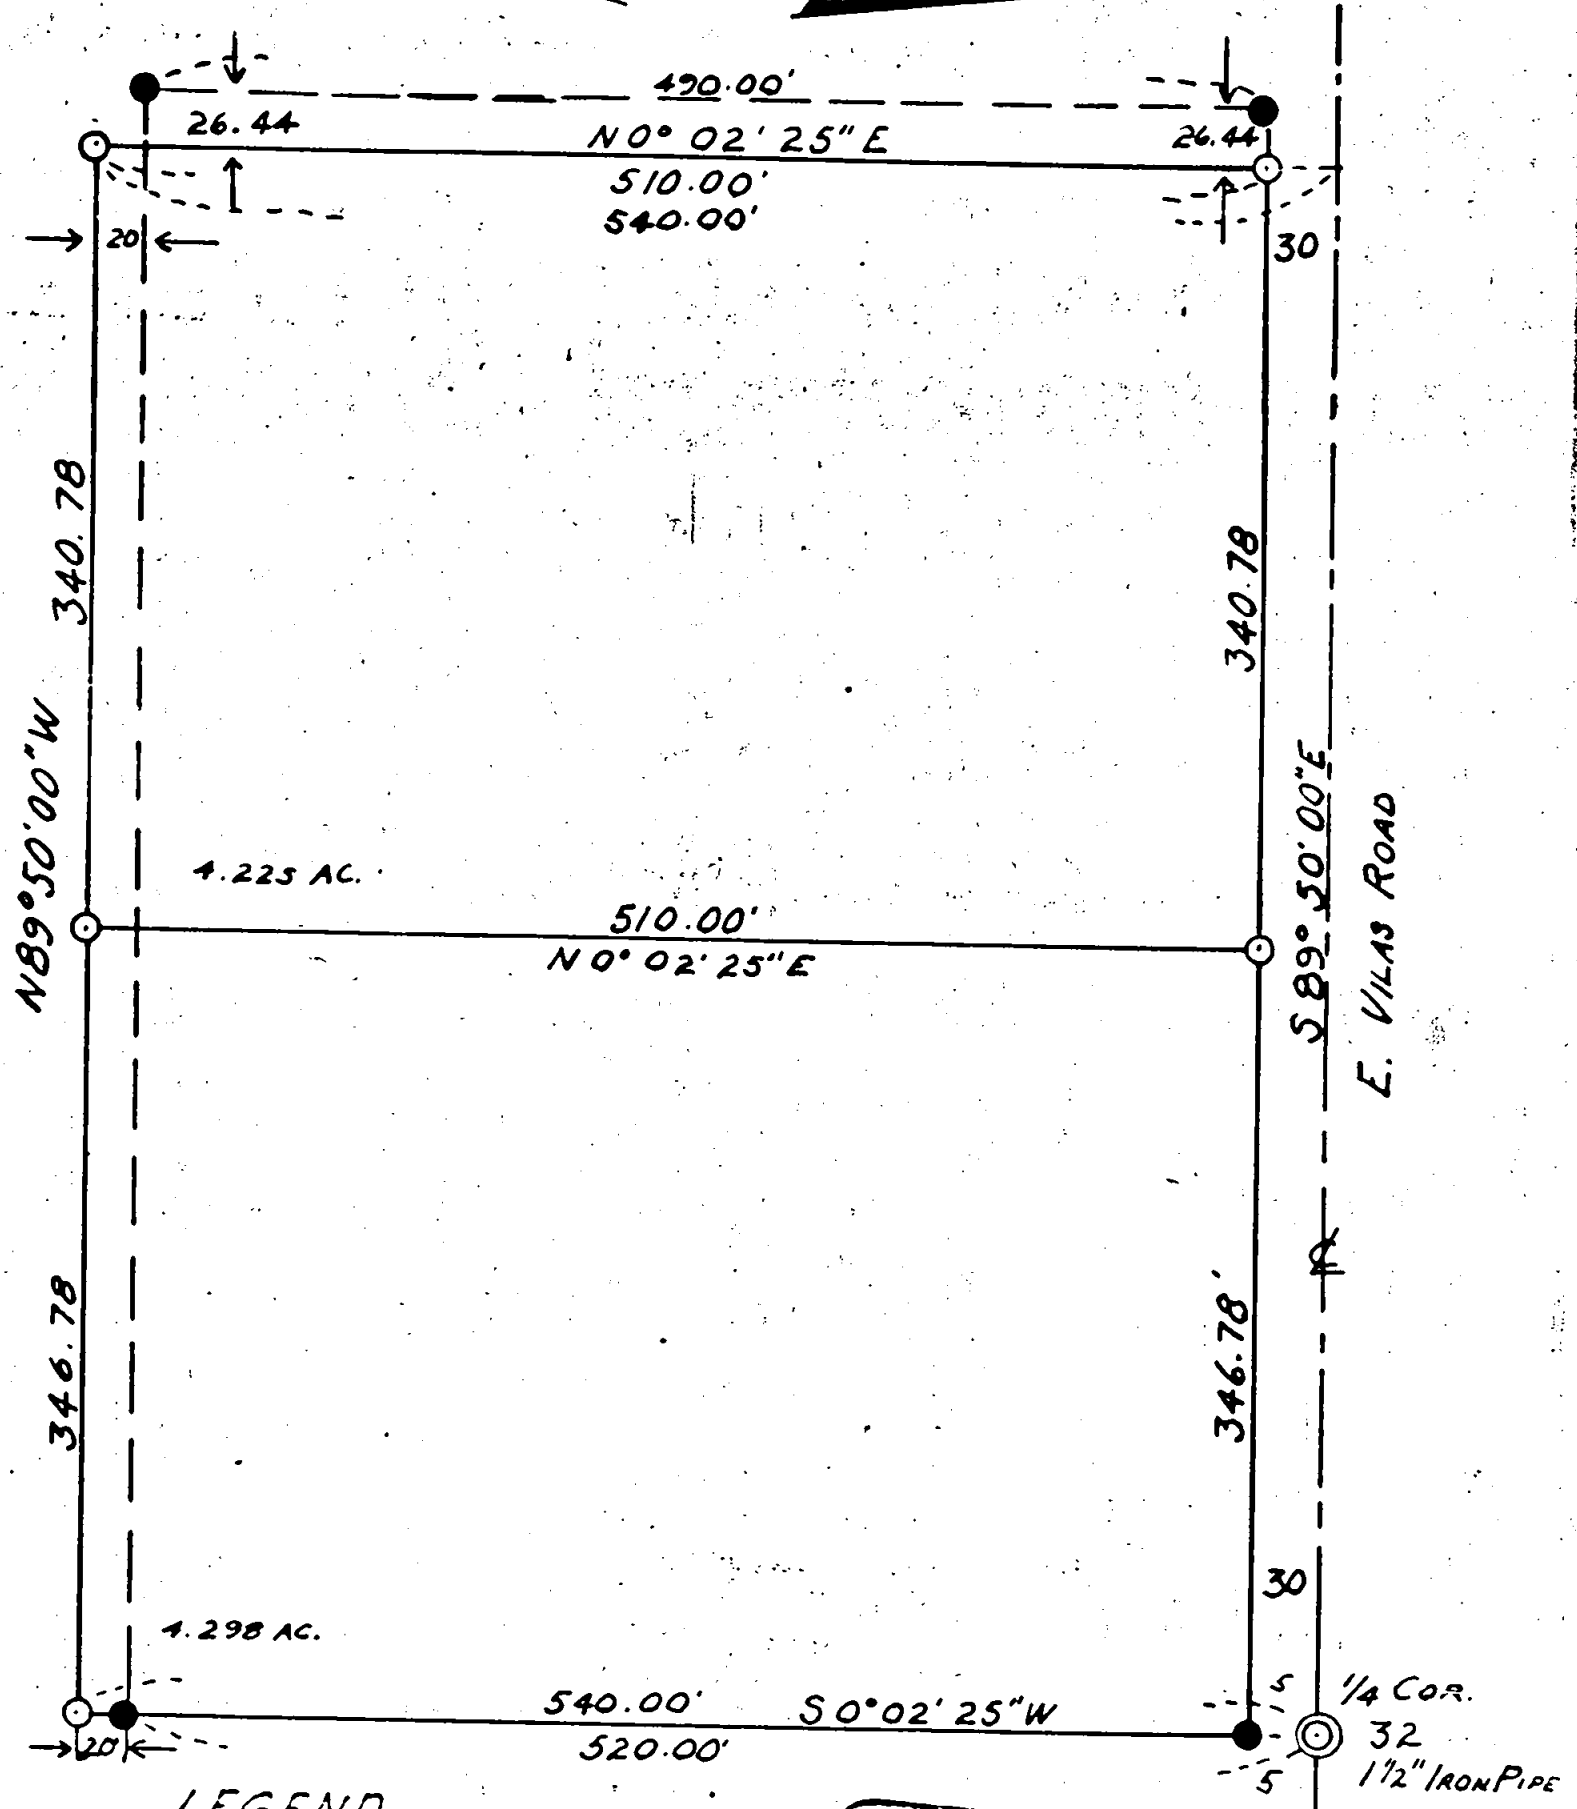 490.00'
26.44
N 0° 02' 25" E
26.44
510.00'
540.00'
20
30
340.78
340.78
N89°50'00"W
S 89° 50' 00"E
E. VILAS ROAD
4.225 AC.
510.00'
N 0° 02' 25" E
346.78
346.78'
30
4.298 AC.
540.00' S 0° 02' 25" W
520.00'
20'
5
1/4 COR.
32
5
1 1/2" IRON PIPE
LEGEND